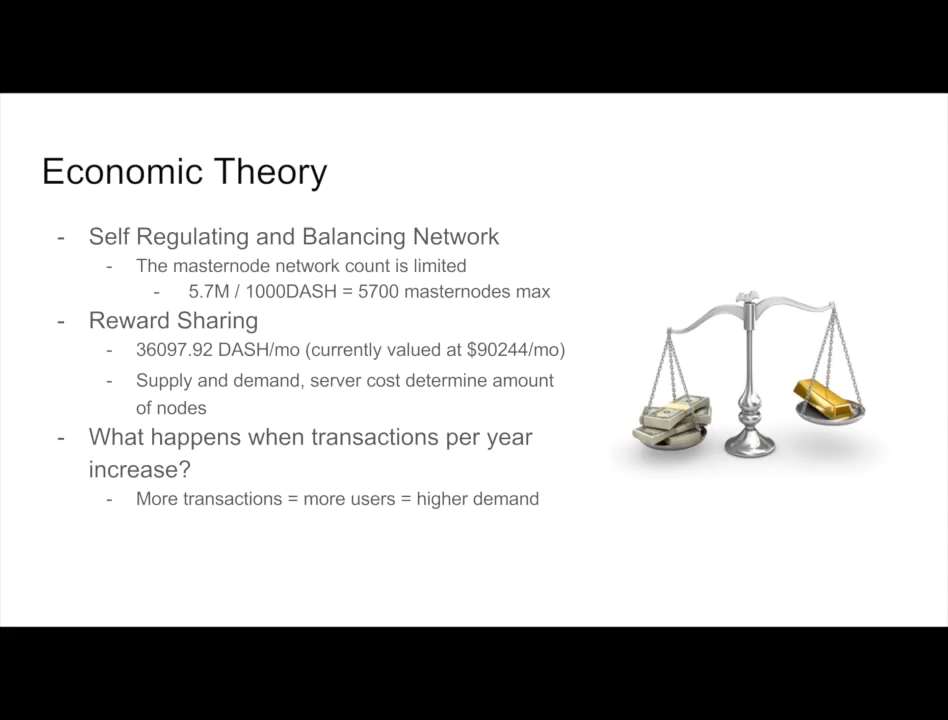 Economic Theory
- Self Regulating and Balancing Network
- The masternode network count is limited
- 5.7M / 1000DASH = 5700 masternodes max
- Reward Sharing
- 36097.92 DASH/mo (currently valued at $90244/mo)
- Supply and demand, server cost determine amount
of nodes
- What happens when transactions per year
increase?
- More transactions = more users = higher demand